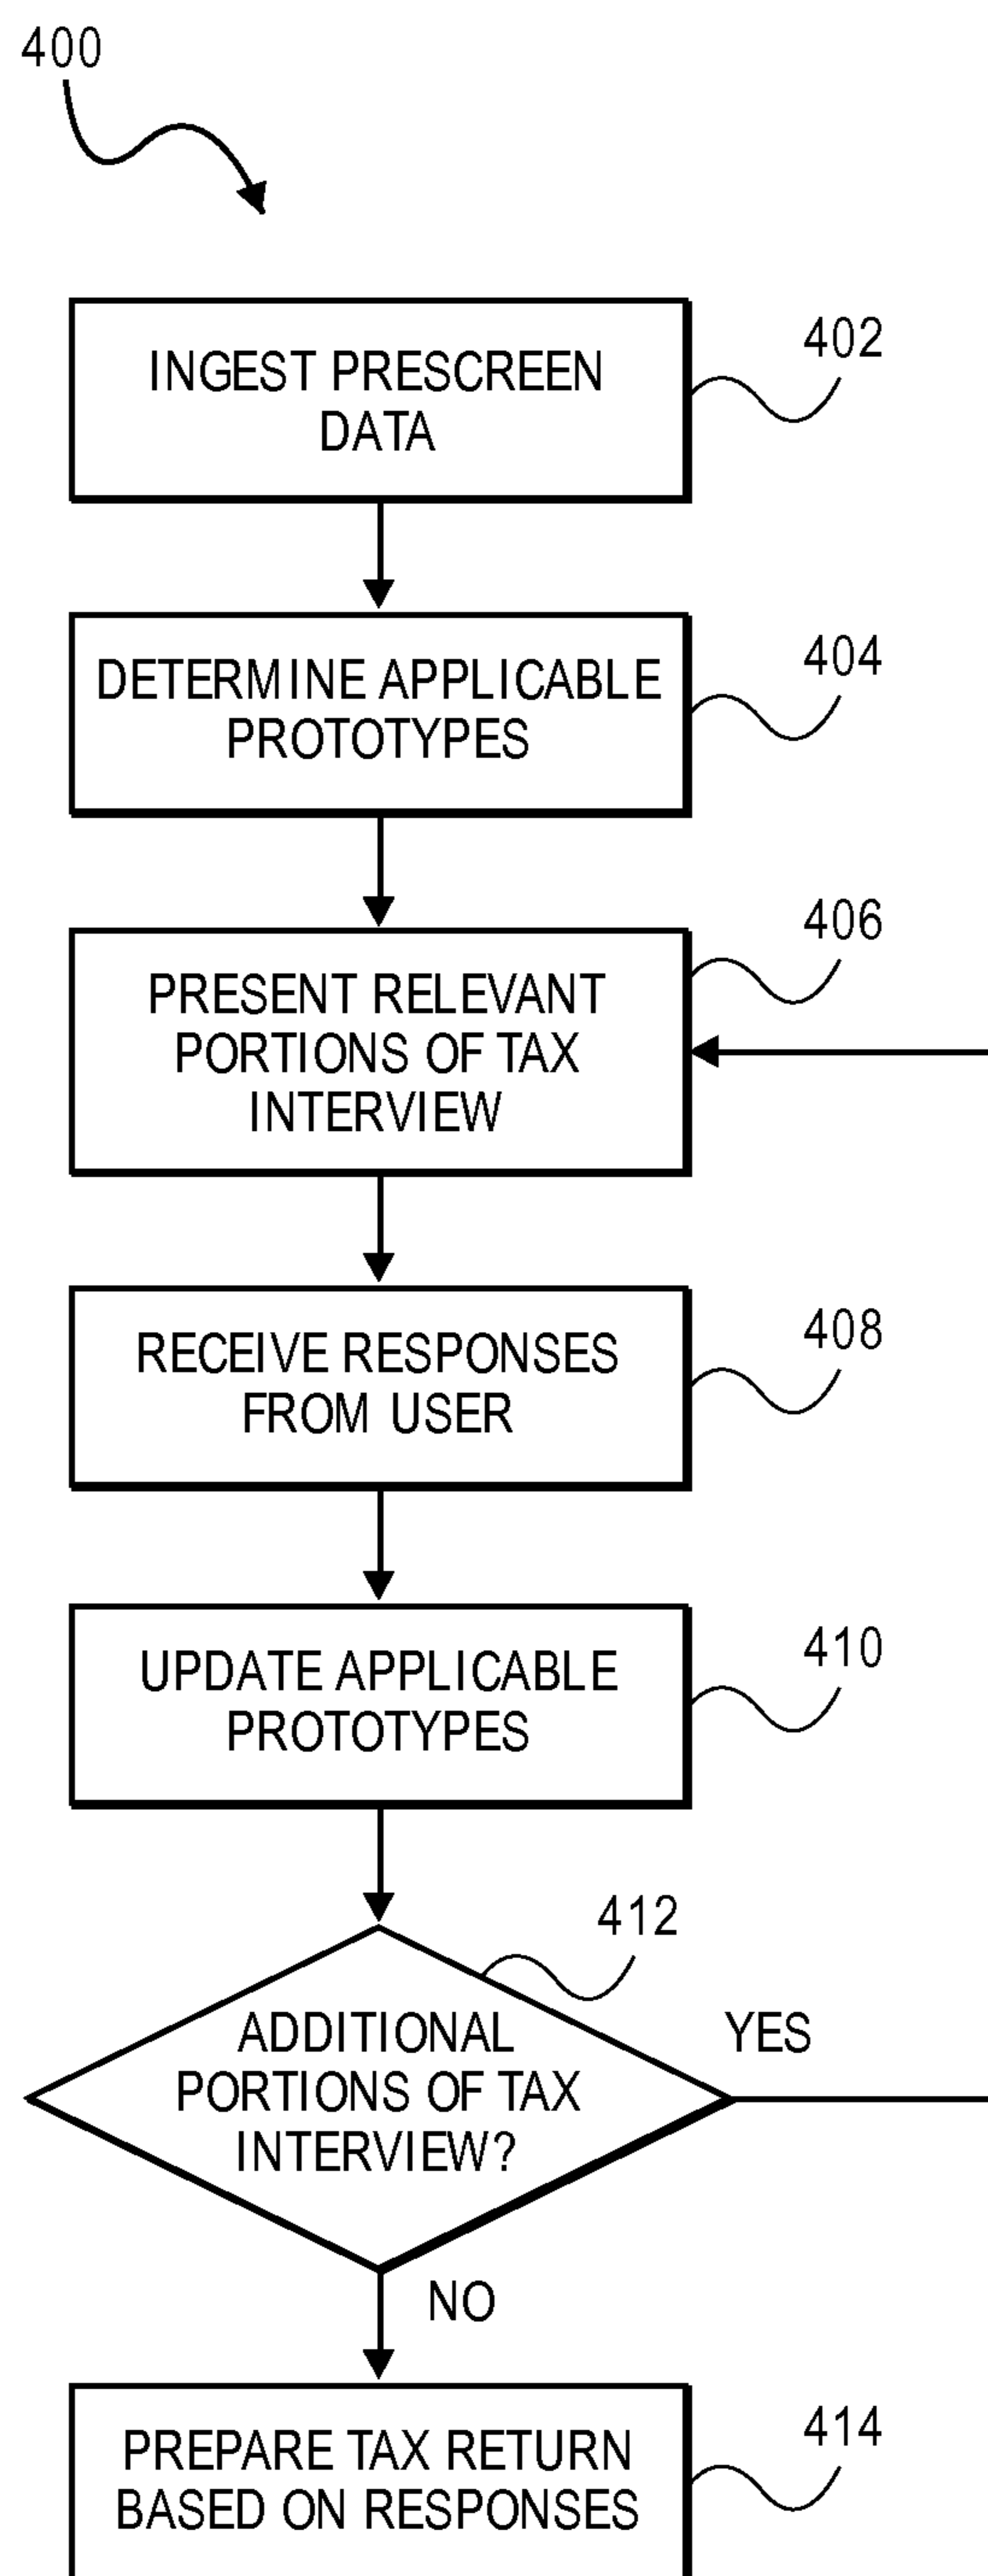 400
INGEST PRESCREEN
DATA
402
DETERMINE APPLICABLE
PROTOTYPES
404
PRESENT RELEVANT
PORTIONS OF TAX
INTERVIEW
406
RECEIVE RESPONSES
FROM USER
408
UPDATE APPLICABLE
PROTOTYPES
410
412
ADDITIONAL
PORTIONS OF TAX
INTERVIEW?
YES
NO
PREPARE TAX RETURN
BASED ON RESPONSES
414